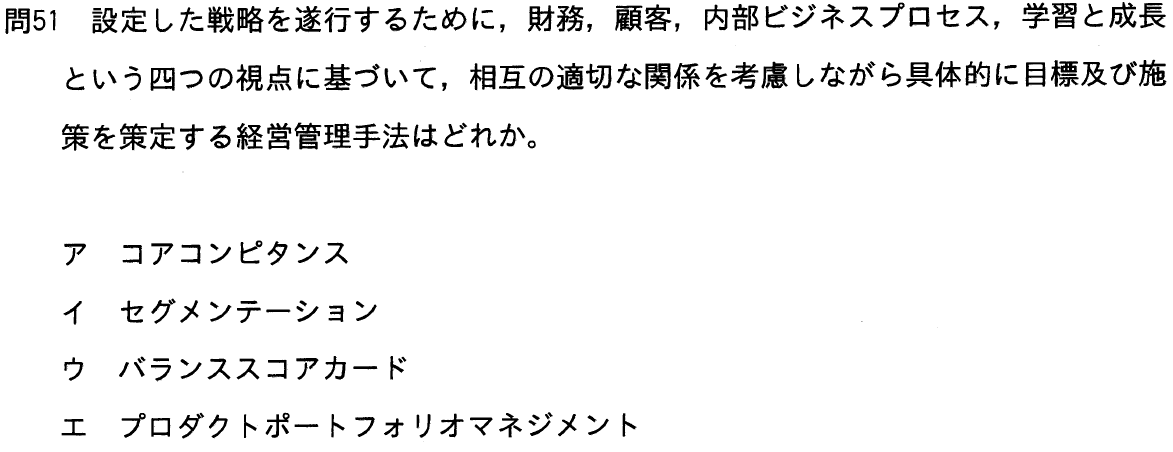 問51　設定した戦略を遂行するために，財務，顧客，内部ビジネスプロセス，学習と成長
という四つの視点に基づいて，相互の適切な関係を考慮しながら具体的に目標及び施
策を策定する経営管理手法はどれか。
ア　コアコンピタンス
イ　セグメンテーション
ウ　バランススコアカード
エ　プロダクトポートフォリオマネジメント